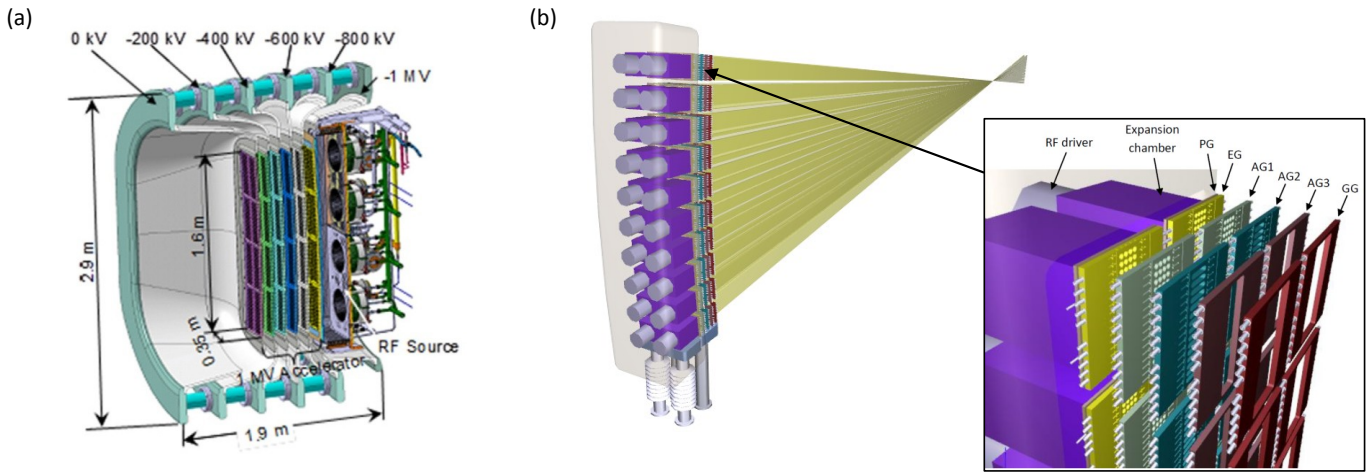 (a)
0 kV
-200 kV
-400 kV
-600 kV
-800 kV
-1 MV
2.9 m
1.6 m
0.35 m
1 MV Accelerator
RF Source
1.9 m
(b)
RF driver
Expansion
chamber
PG
EG
AG1
AG2
AG3
GG